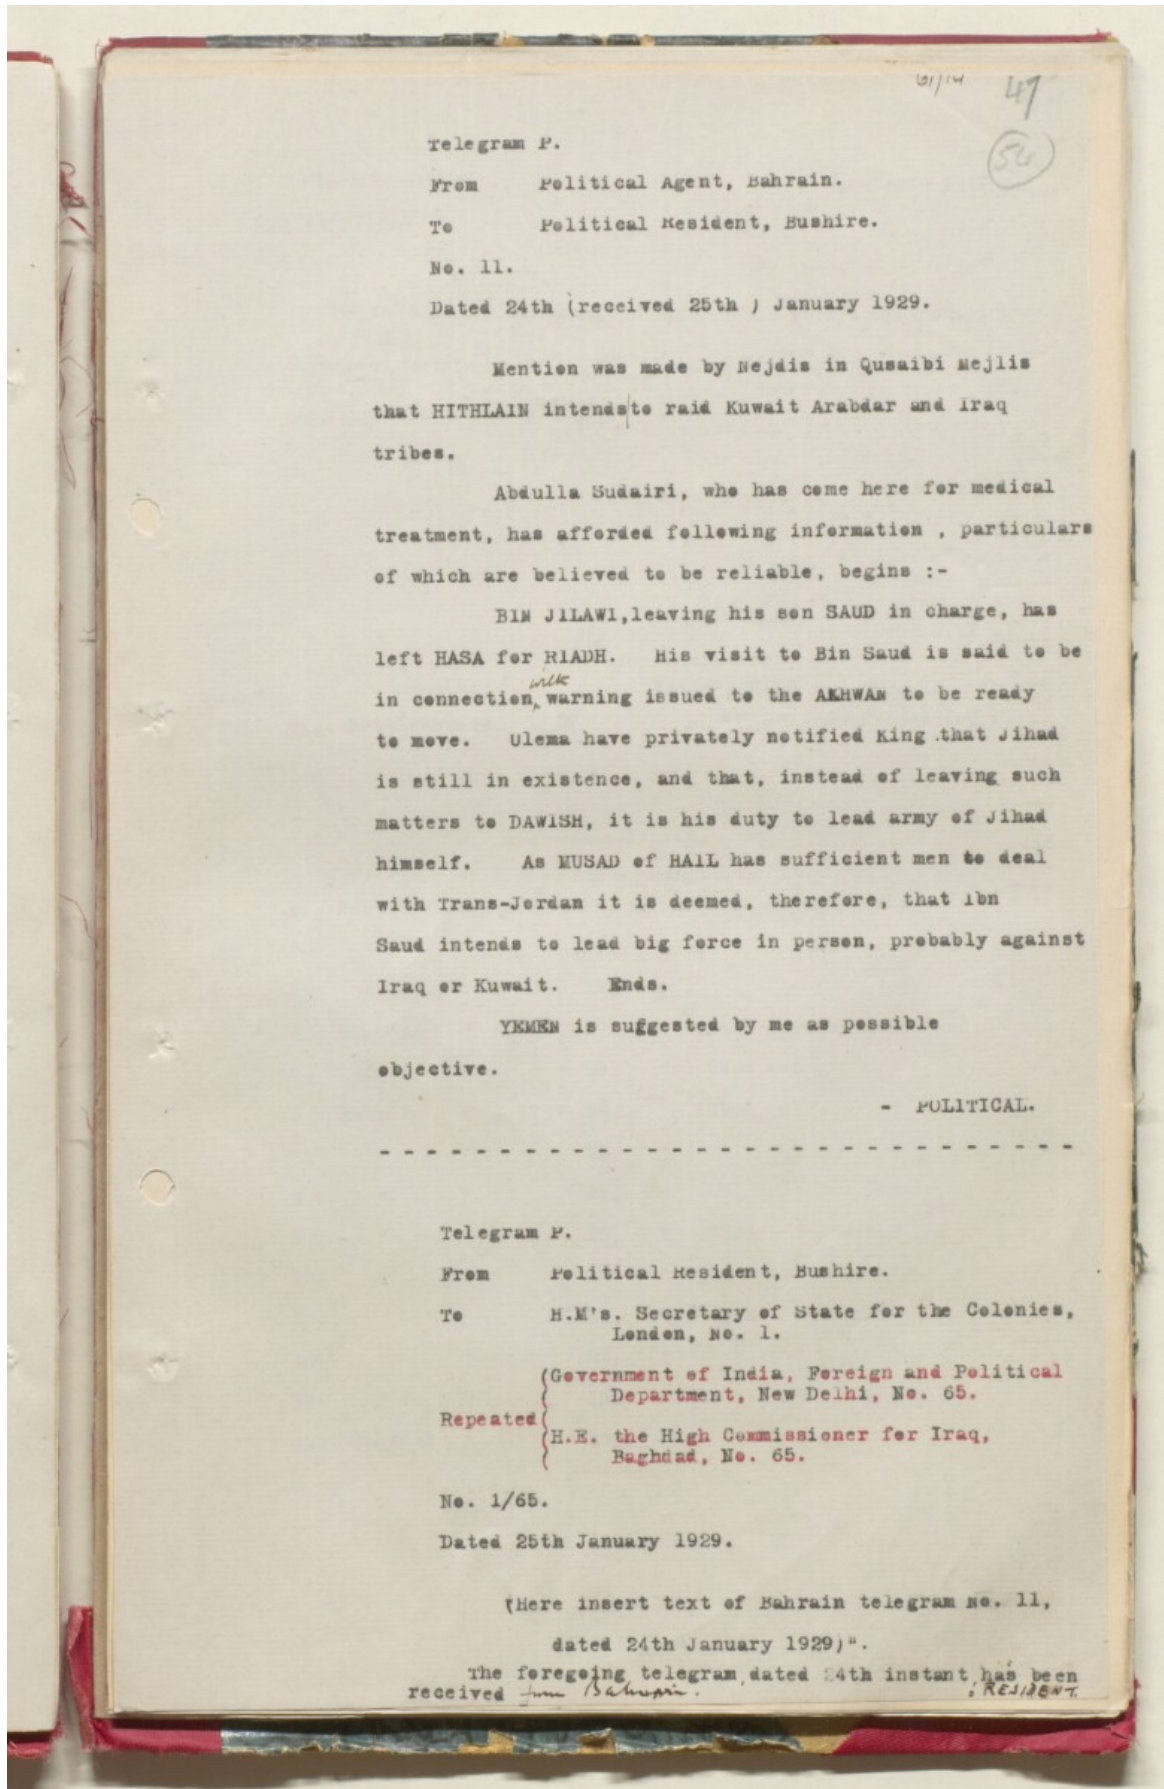 61/14 47
54
Telegram P.
From Political Agent, Bahrain.
To Political Resident, Bushire.
No. 11.
Dated 24th (received 25th ) January 1929.
Mention was made by Nejdis in Qusaibi Mejlis
that HITHLAIN intends/to raid Kuwait Arabdar and Iraq
tribes.
Abdulla Sudairi, who has come here for medical
treatment, has afforded following information , particulars
of which are believed to be reliable, begins :-
BIN JILAWI,leaving his son SAUD in charge, has
left HASA for RIADH. His visit to Bin Saud is said to be
with
in connection warning issued to the AKHWAN to be ready
to move. Ulema have privately notified King that Jihad
is still in existence, and that, instead of leaving such
matters to DAWISH, it is his duty to lead army of Jihad
himself. As MUSAD of HAIL has sufficient men to deal
with Trans-Jordan it is deemed, therefore, that Ibn
Saud intends to lead big force in person, probably against
Iraq or Kuwait. Ends.
YEMEN is suggested by me as possible
objective.
- POLITICAL.
- - - - - - - - - - - - - - - - - - - - - - - - - - - - -
Telegram P.
From Political Resident, Bushire.
To H.M's. Secretary of State for the Colonies,
London, No. 1.
(Government of India, Foreign and Political
Department, New Delhi, No. 65.
Repeated(
(H.E. the High Commissioner for Iraq,
Baghdad, No. 65.
No. 1/65.
Dated 25th January 1929.
(Here insert text of Bahrain telegram No. 11,
dated 24th January 1929)".
The foregoing telegram, dated 24th instant, has been
received from Bahrain. : RESIDENT.